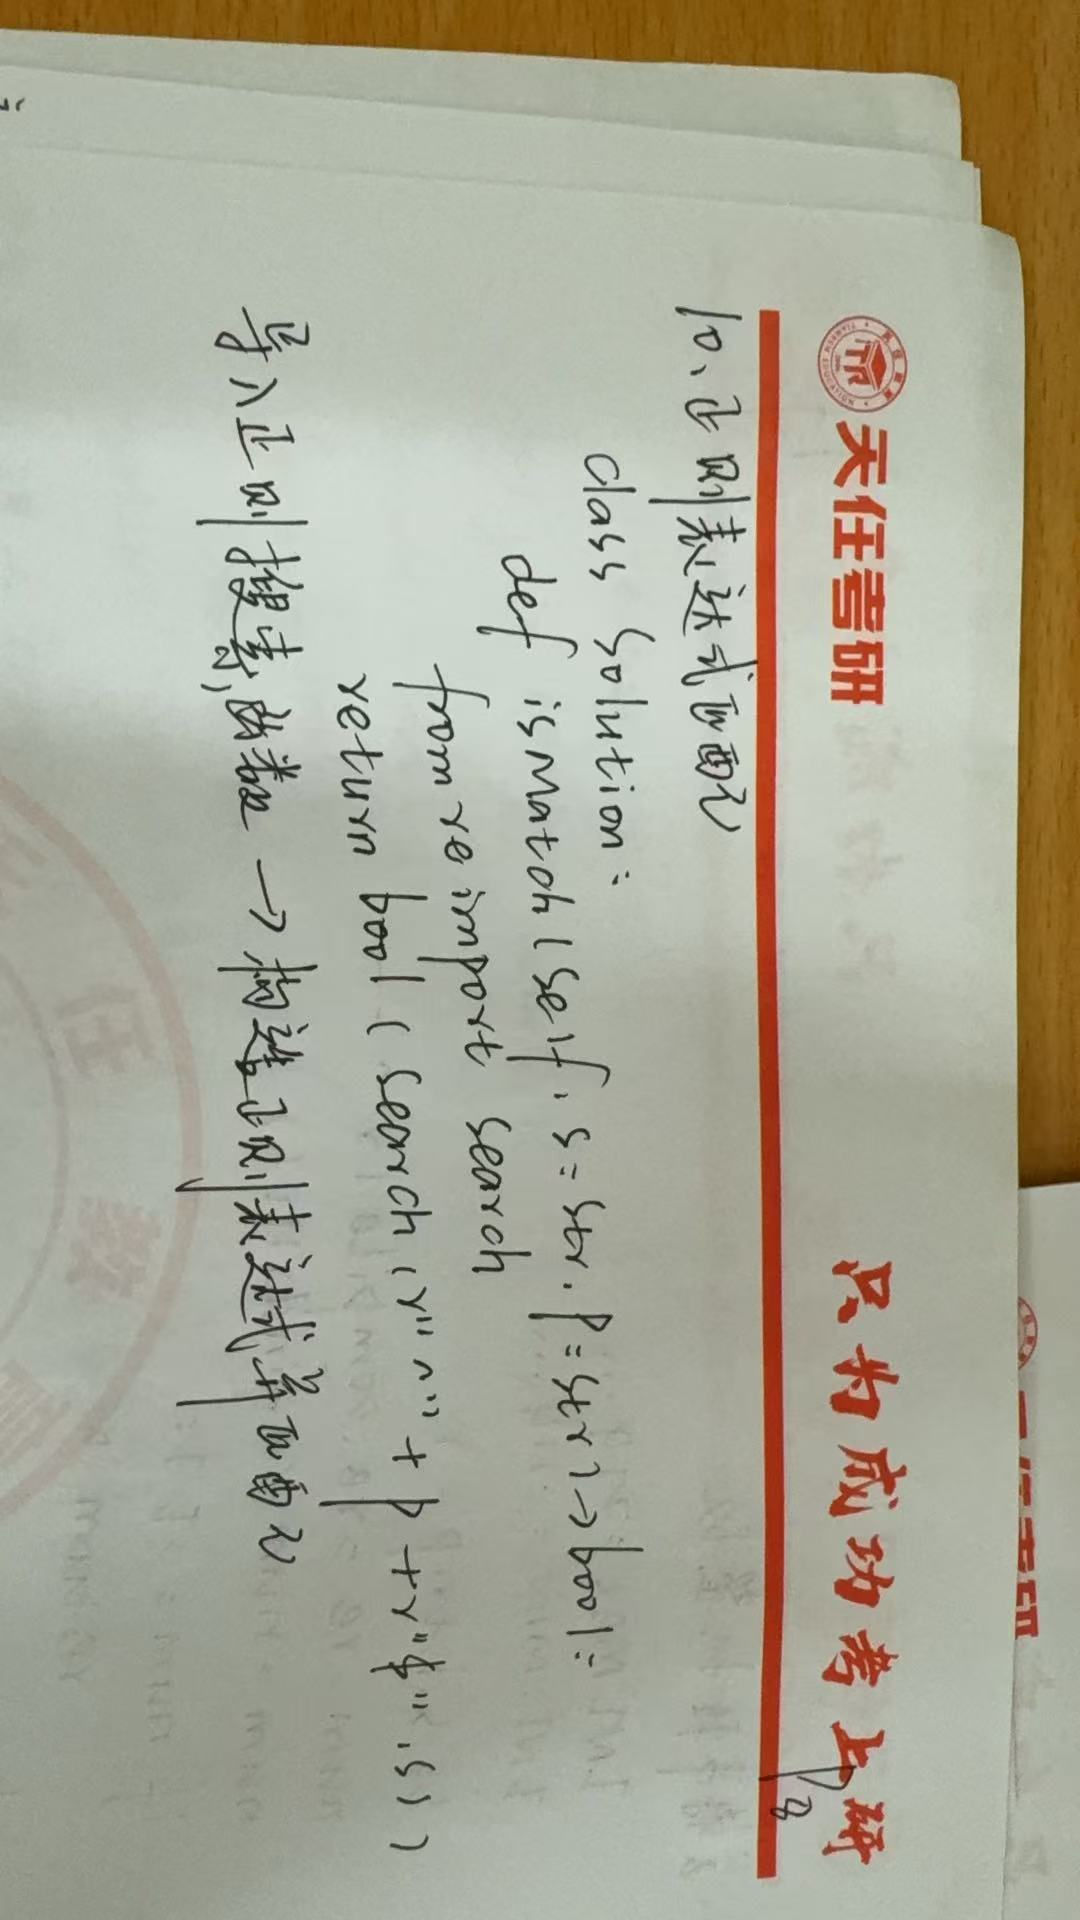 天任考研 只为成功考上研
P8
10、正则表达式匹配
class Solution:
def isMatch(self, s=str, p=str)->bool:
from re import search
return bool(search(r"^"+p+r"$", s))
导入正则搜索函数→构造正则表达式并匹配